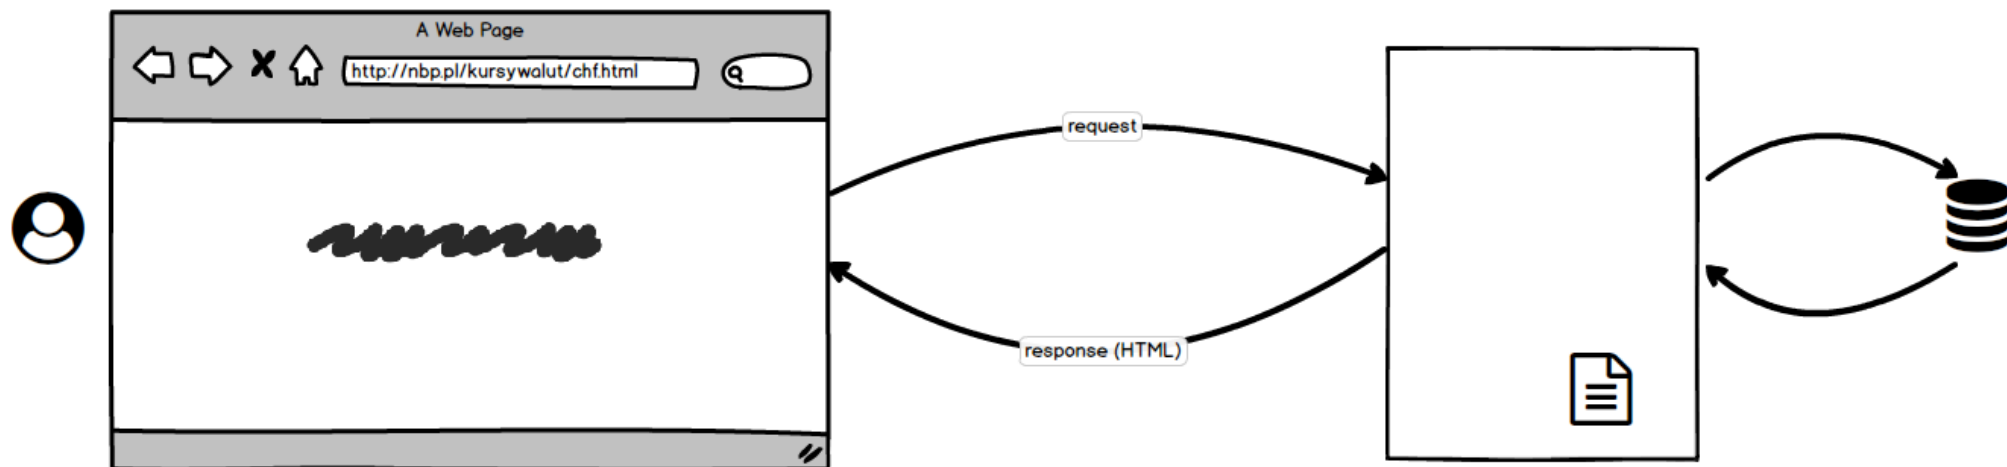 A Web Page
http://nbp.pl/kursywalut/chf.html
request
response (HTML)